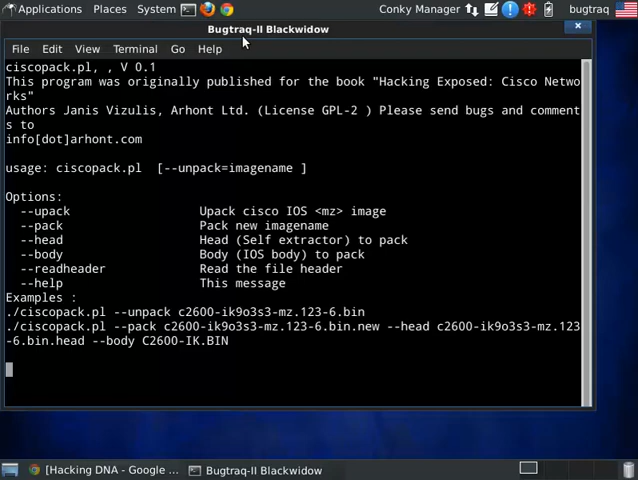 Applications Places System Conky Manager bugtraq
Bugtraq-II Blackwidow
File Edit View Terminal Go Help
ciscopack.pl, , V 0.1
This program was originally published for the book "Hacking Exposed: Cisco Netwo
rks"
Authors Janis Vizulis, Arhont Ltd. (License GPL-2 ) Please send bugs and comment
s to
info[dot]arhont.com
usage: ciscopack.pl [--unpack=imagename ]
Options:
--upack Upack cisco IOS <mz> image
--pack Pack new imagename
--head Head (Self extractor) to pack
--body Body (IOS body) to pack
--readheader Read the file header
--help This message
Examples :
./ciscopack.pl --unpack c2600-ik9o3s3-mz.123-6.bin
./ciscopack.pl --pack c2600-ik9o3s3-mz.123-6.bin.new --head c2600-ik9o3s3-mz.123
-6.bin.head --body C2600-IK.BIN
[Hacking DNA - Google ... Bugtraq-II Blackwidow